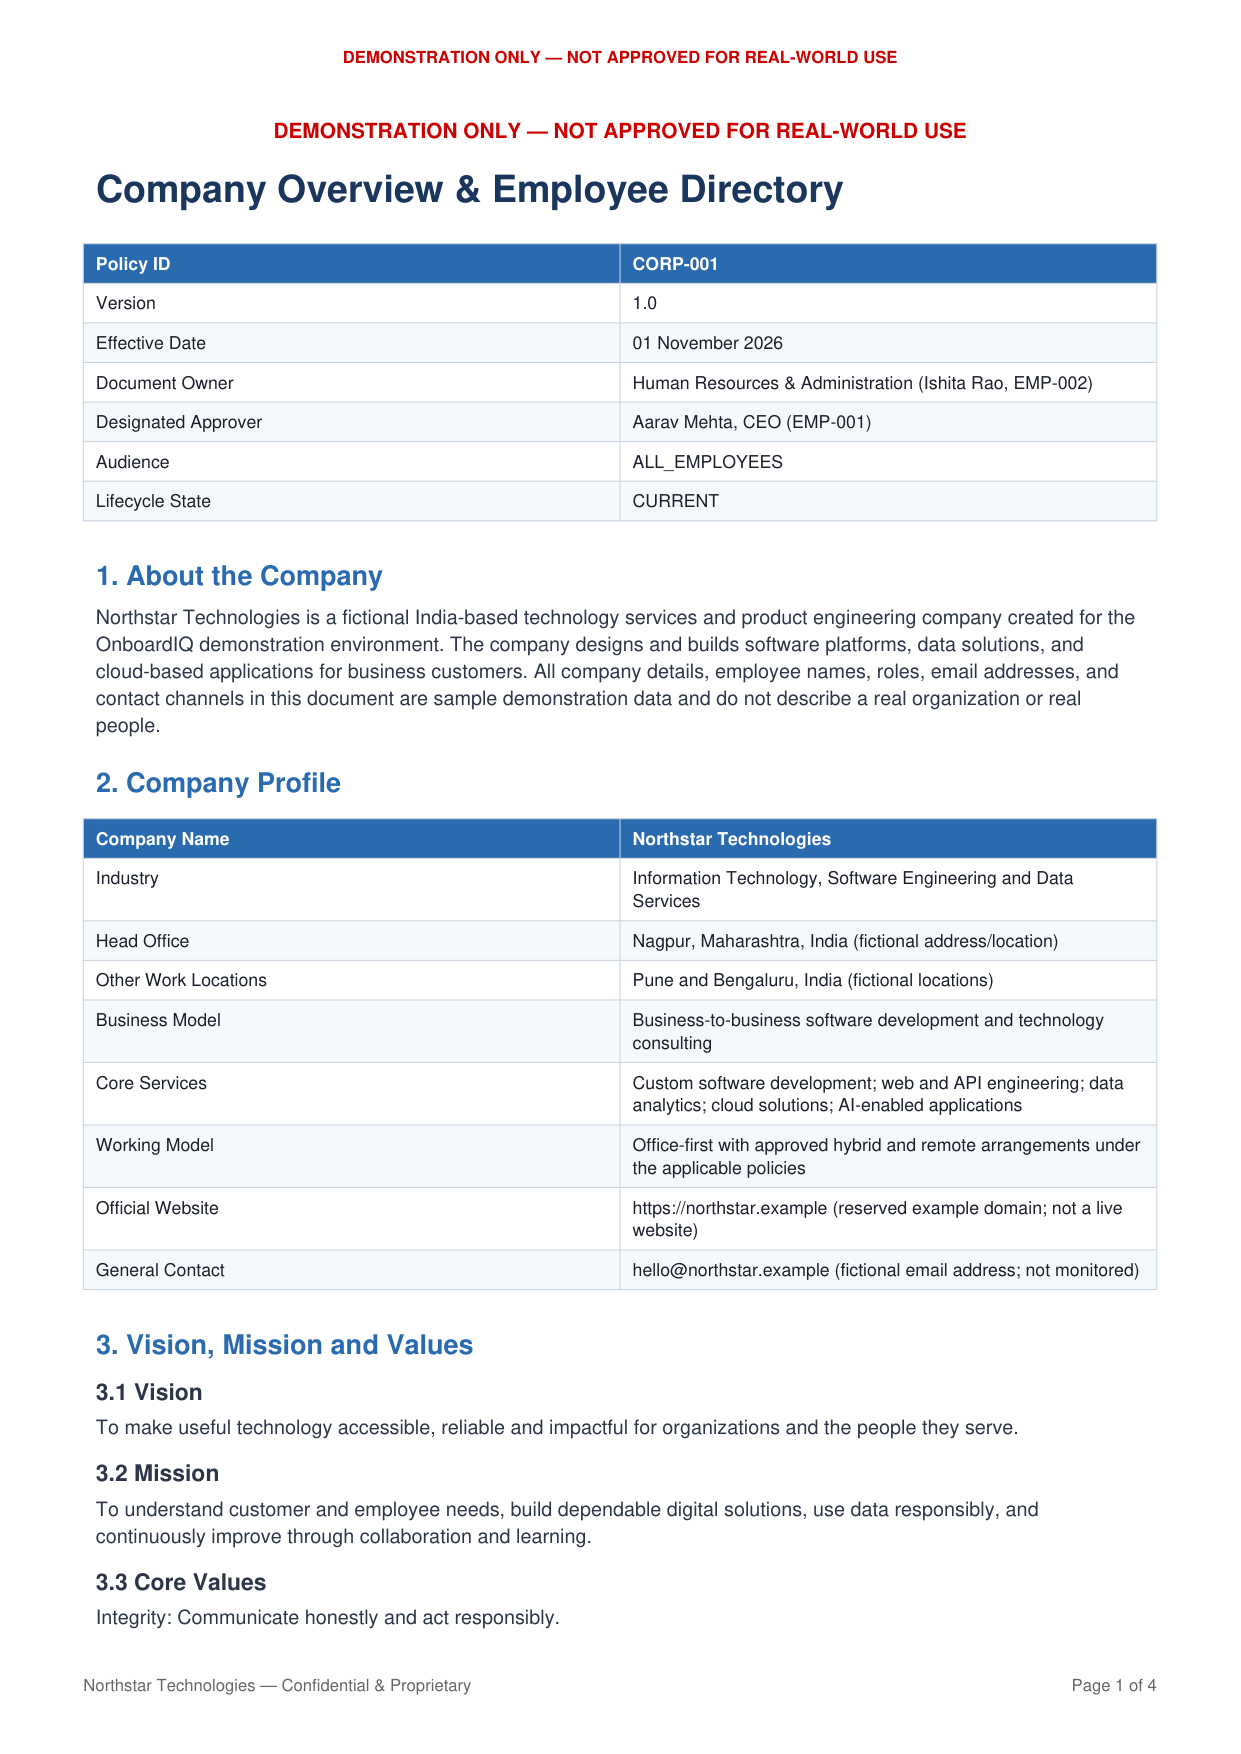 DEMONSTRATION ONLY — NOT APPROVED FOR REAL-WORLD USE
DEMONSTRATION ONLY — NOT APPROVED FOR REAL-WORLD USE
Company Overview & Employee Directory
Policy ID CORP-001
Version 1.0
Effective Date 01 November 2026
Document Owner Human Resources & Administration (Ishita Rao, EMP-002)
Designated Approver Aarav Mehta, CEO (EMP-001)
Audience ALL_EMPLOYEES
Lifecycle State CURRENT
1. About the Company
Northstar Technologies is a fictional India-based technology services and product engineering company created for the
OnboardIQ demonstration environment. The company designs and builds software platforms, data solutions, and
cloud-based applications for business customers. All company details, employee names, roles, email addresses, and
contact channels in this document are sample demonstration data and do not describe a real organization or real
people.
2. Company Profile
Company Name Northstar Technologies
Industry Information Technology, Software Engineering and Data
Services
Head Office Nagpur, Maharashtra, India (fictional address/location)
Other Work Locations Pune and Bengaluru, India (fictional locations)
Business Model Business-to-business software development and technology
consulting
Core Services Custom software development; web and API engineering; data
analytics; cloud solutions; AI-enabled applications
Working Model Office-first with approved hybrid and remote arrangements under
the applicable policies
Official Website https://northstar.example (reserved example domain; not a live
website)
General Contact hello@northstar.example (fictional email address; not monitored)
3. Vision, Mission and Values
3.1 Vision
To make useful technology accessible, reliable and impactful for organizations and the people they serve.
3.2 Mission
To understand customer and employee needs, build dependable digital solutions, use data responsibly, and
continuously improve through collaboration and learning.
3.3 Core Values
Integrity: Communicate honestly and act responsibly.
Northstar Technologies — Confidential & Proprietary Page 1 of 4